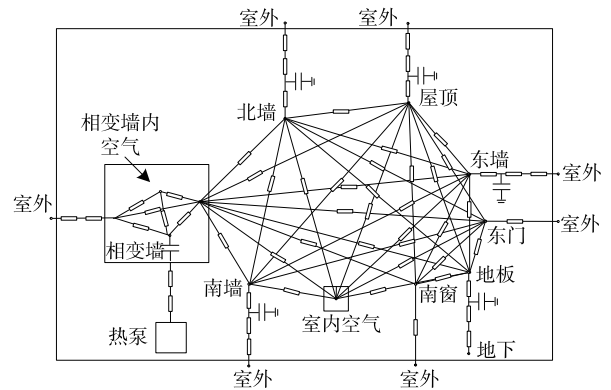 室外
室外
北墙
屋顶
相变墙内
空气
东墙
室外
室外
室外
东门
相变墙
地板
南墙
南窗
室内空气
热泵
地下
室外
室外